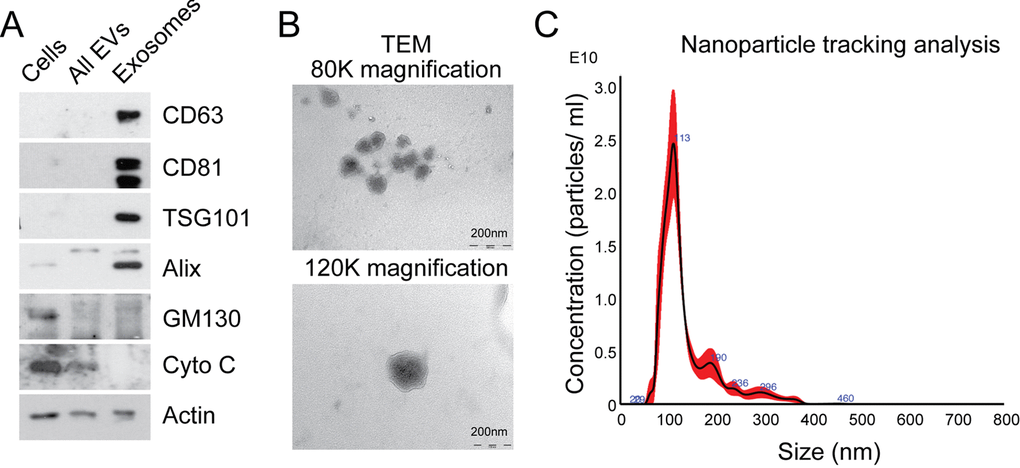 A
Cells
All EVs
Exosomes
CD63
CD81
TSG101
Alix
GM130
Cyto C
Actin
B
TEM
80K magnification
200nm
120K magnification
200nm
C
Nanoparticle tracking analysis
E10
Concentration (particles/ ml)
3.0
2.5
2.0
1.5
1.0
0.5
0
113
190
236
296
460
0 100 200 300 400 500 600 700 800
Size (nm)